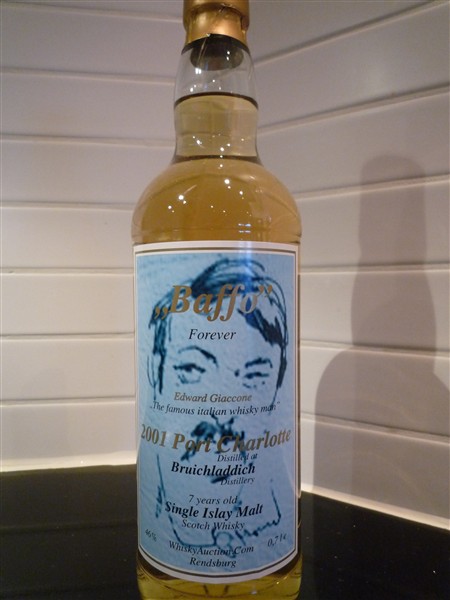 „Baffo”
Forever
Edward Giaccone
„The famous italian whisky man”
2001 Port Charlotte
Distilled at
Bruichladdich
Distillery
7 years old
Single Islay Malt
Scotch Whisky
46% 0,7 Ltr
WhiskyAuction.Com
Rendsburg